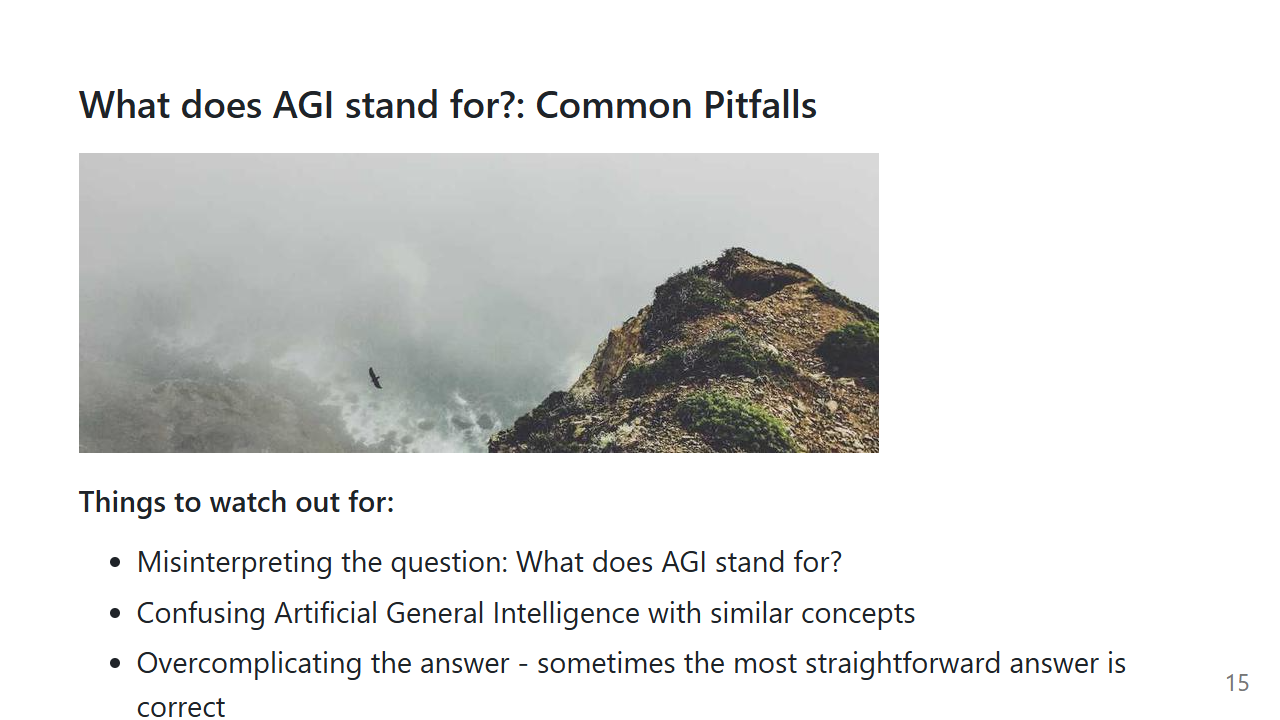 What does AGI stand for?: Common Pitfalls
Things to watch out for:
Misinterpreting the question: What does AGI stand for?
Confusing Artificial General Intelligence with similar concepts
Overcomplicating the answer - sometimes the most straightforward answer is
correct
15